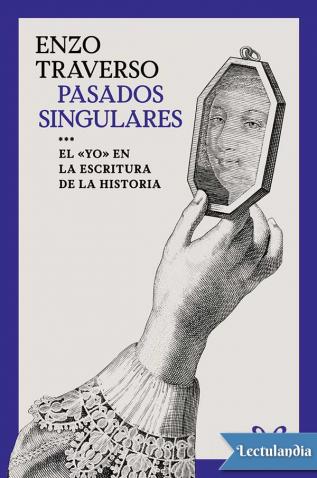 ENZO
TRAVERSO
PASADOS
SINGULARES
EL «YO» EN
LA ESCRITURA
DE LA HISTORIA
Lectulandia